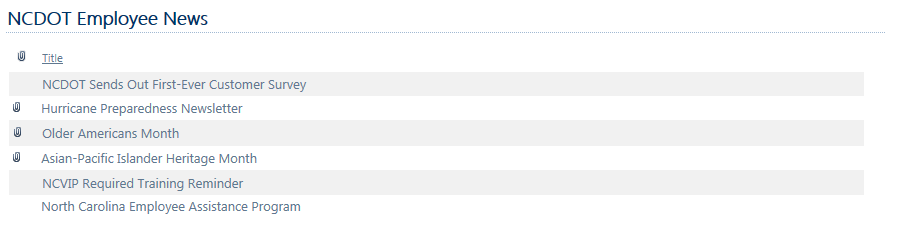 NCDOT Employee News
Title
NCDOT Sends Out First-Ever Customer Survey
Hurricane Preparedness Newsletter
Older Americans Month
Asian-Pacific Islander Heritage Month
NCVIP Required Training Reminder
North Carolina Employee Assistance Program